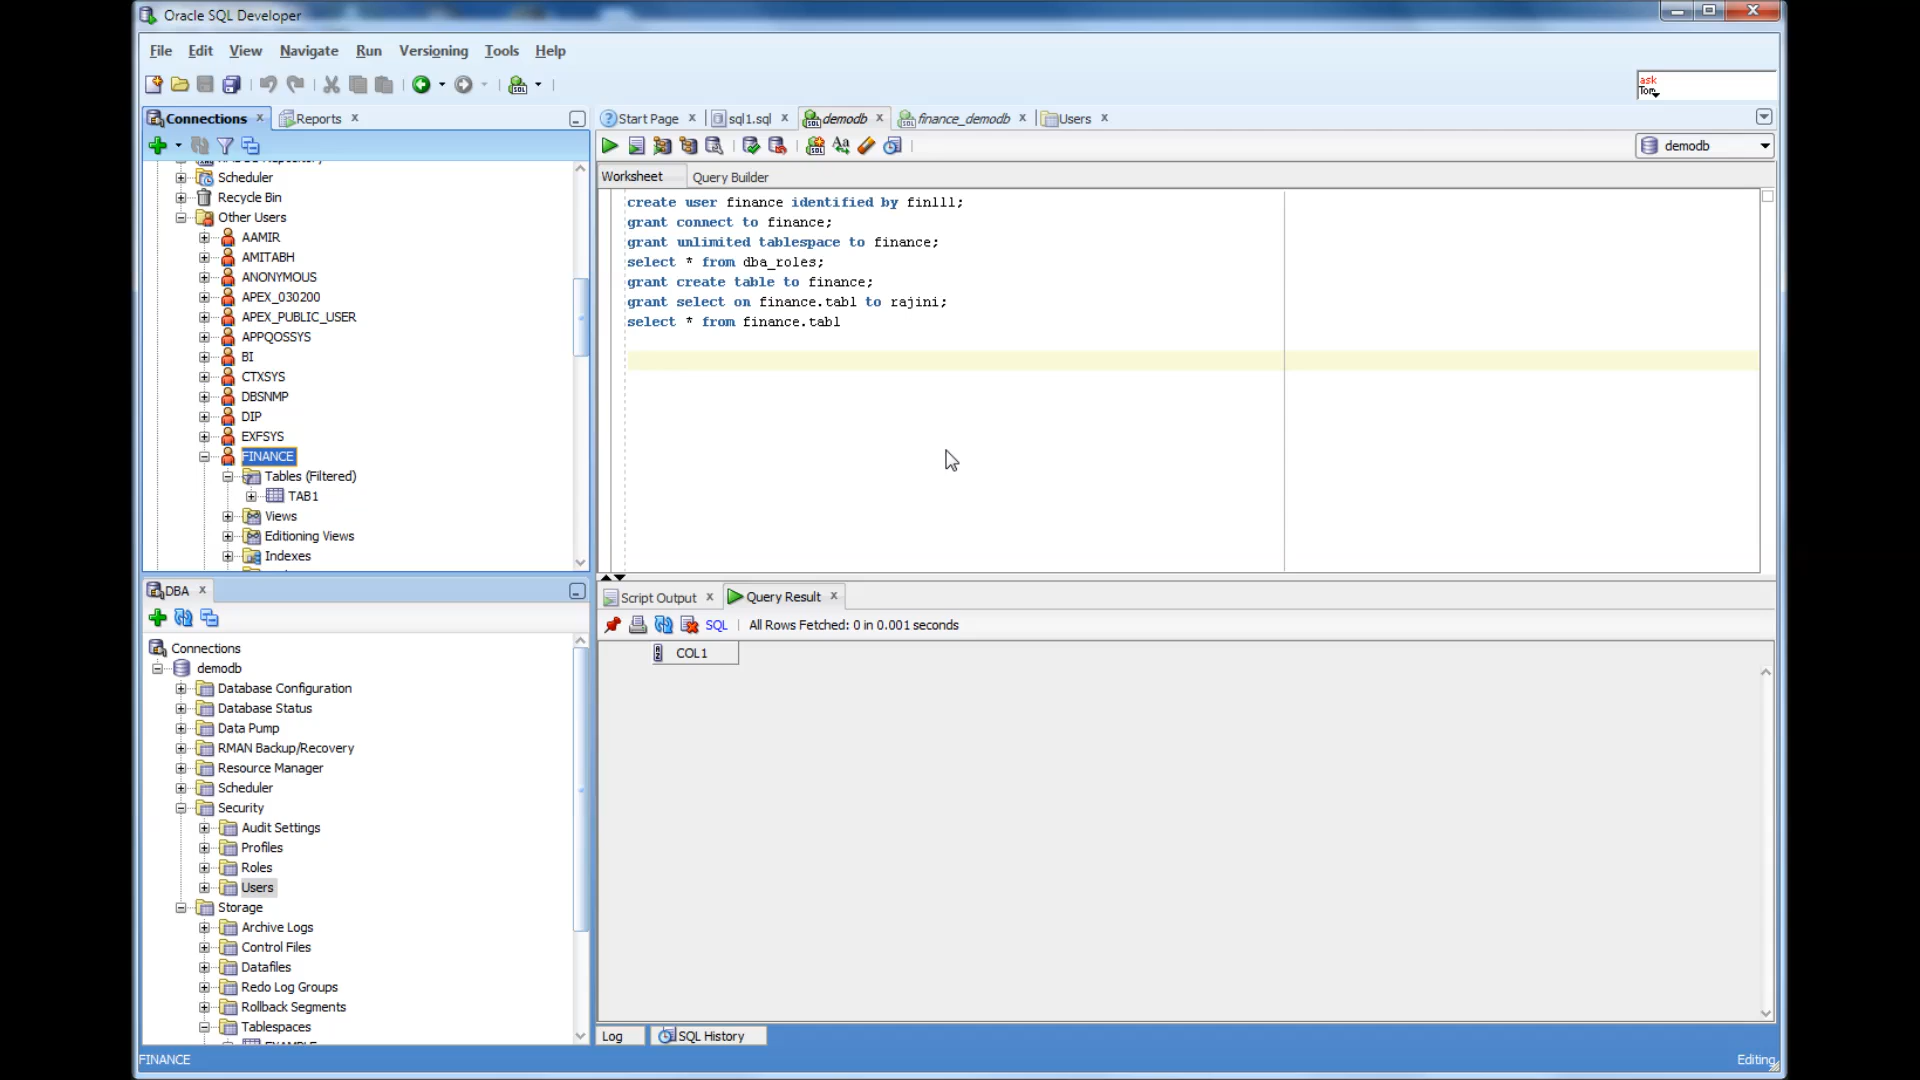 Oracle SQL Developer
File Edit View Navigate Run Versioning Tools Help
ask
Tom
Connections
Reports
Start Page
sql1.sql
demodb
finance_demodb
Users
demodb
Worksheet
Query Builder
Scheduler
Recycle Bin
Other Users
AAMIR
AMITABH
ANONYMOUS
APEX_030200
APEX_PUBLIC_USER
APPQOSSYS
BI
CTXSYS
DBSNMP
DIP
EXFSYS
FINANCE
Tables (Filtered)
TAB1
Views
Editioning Views
Indexes
create user finance identified by fin111;
grant connect to finance;
grant unlimited tablespace to finance;
select * from dba_roles;
grant create table to finance;
grant select on finance.tab1 to rajini;
select * from finance.tab1
DBA
Connections
demodb
Database Configuration
Database Status
Data Pump
RMAN Backup/Recovery
Resource Manager
Scheduler
Security
Audit Settings
Profiles
Roles
Users
Storage
Archive Logs
Control Files
Datafiles
Redo Log Groups
Rollback Segments
Tablespaces
Script Output
Query Result
SQL
All Rows Fetched: 0 in 0.001 seconds
COL1
Log
SQL History
FINANCE
Editing